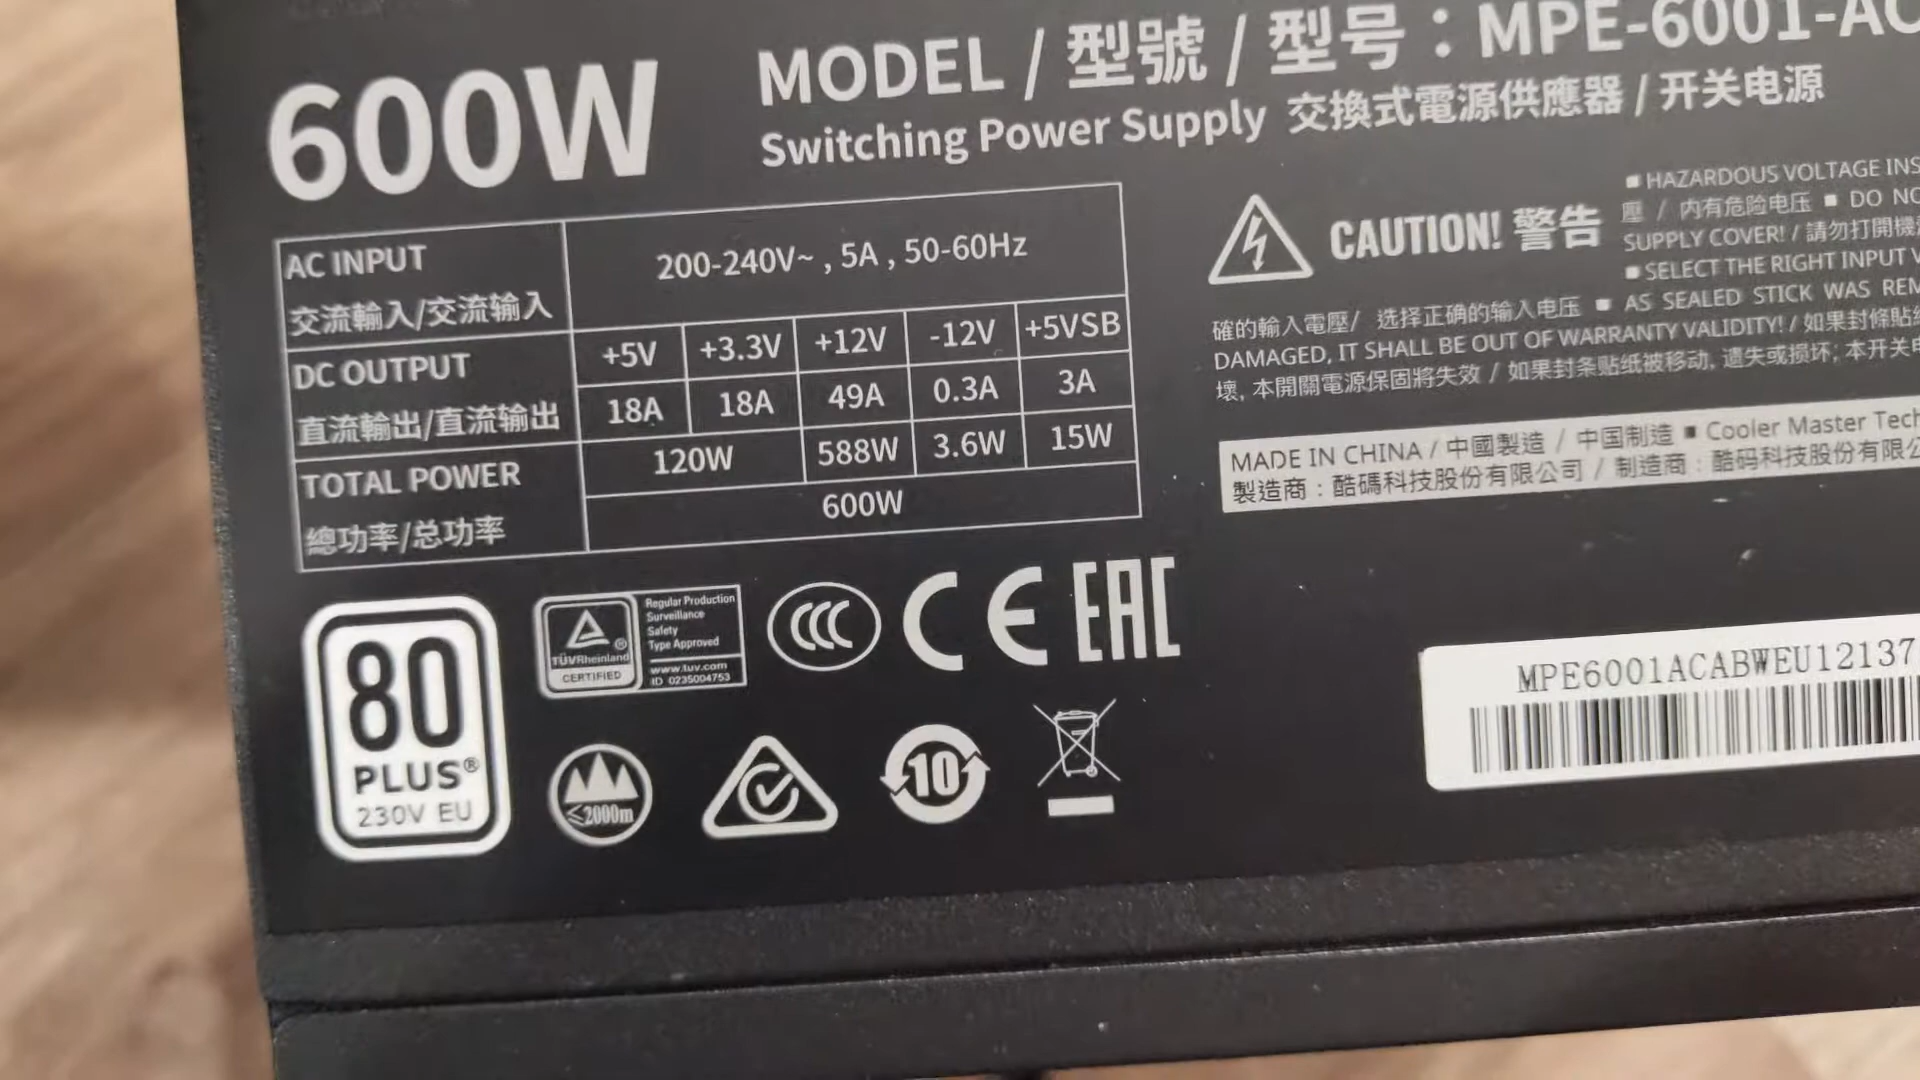 600W
MODEL / 型號 / 型号：MPE-6001-AC
Switching Power Supply 交換式電源供應器 / 开关电源
AC INPUT
交流輸入/交流输入
200-240V~ , 5A , 50-60Hz
DC OUTPUT
直流輸出/直流输出
+5V +3.3V +12V -12V +5VSB
18A 18A 49A 0.3A 3A
TOTAL POWER
總功率/总功率
120W 588W 3.6W 15W
600W
CAUTION! 警告
■ HAZARDOUS VOLTAGE INS
壓 / 内有危险电压 ■ DO NO
SUPPLY COVER! / 請勿打開機
■ SELECT THE RIGHT INPUT V
確的輸入電壓/ 选择正确的输入电压 ■ AS SEALED STICK WAS REM
DAMAGED, IT SHALL BE OUT OF WARRANTY VALIDITY! / 如果封條貼紙
壞, 本開關電源保固將失效 / 如果封条贴纸被移动, 遗失或损坏; 本开关
MADE IN CHINA / 中國製造 / 中国制造 ■ Cooler Master Tech
製造商：酷碼科技股份有限公司 / 制造商：酷码科技股份有限
80
PLUS®
230V EU
TÜVRheinland®
CERTIFIED
Regular Production
Surveillance
Safety
Type Approved
www.tuv.com
ID 0235004753
CCC
CE
EAC
≤2000m
10
MPE6001ACABWEU12137